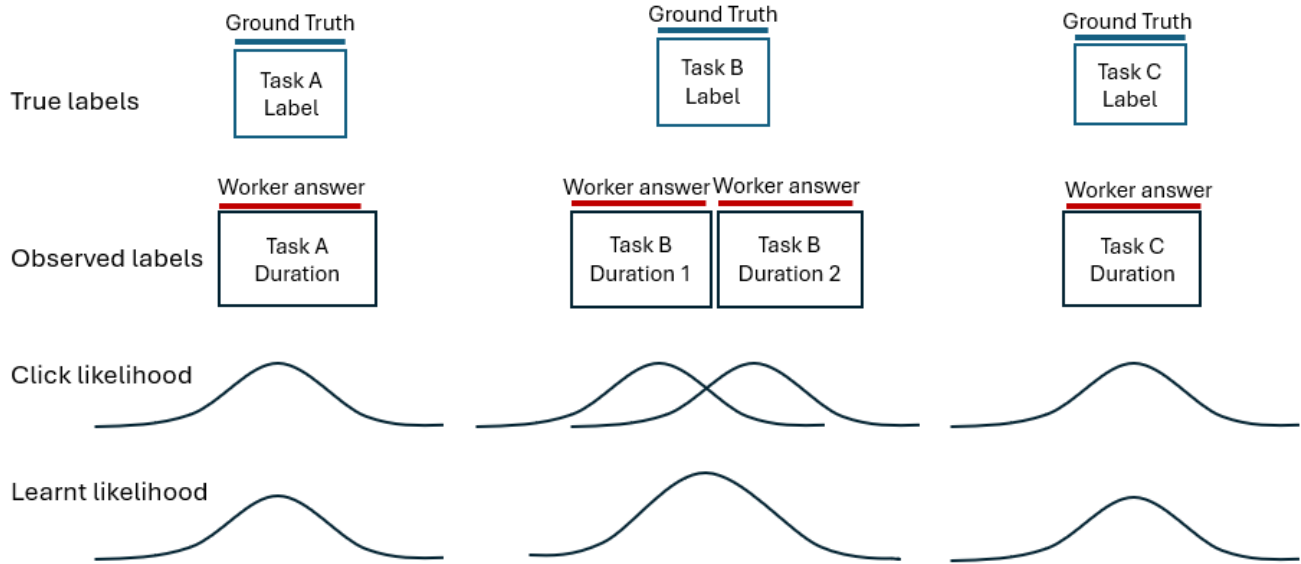 Ground Truth
Ground Truth
Ground Truth
True labels
Task A
Label
Task B
Label
Task C
Label
Worker answer
Worker answer
Worker answer
Worker answer
Observed labels
Task A
Duration
Task B
Duration 1
Task B
Duration 2
Task C
Duration
Click likelihood
Learnt likelihood